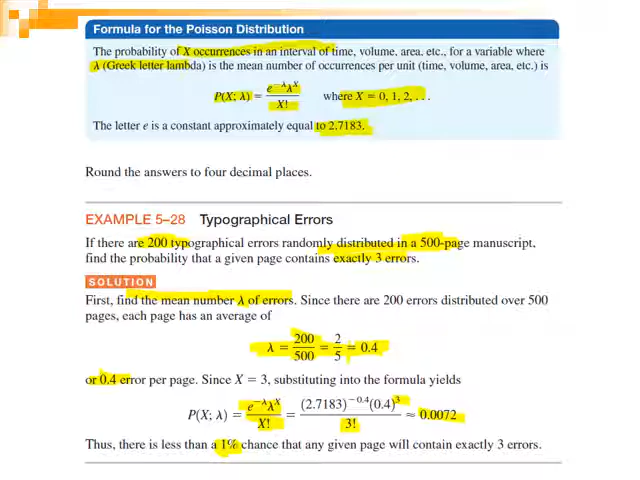 Formula for the Poisson Distribution
The probability of X occurrences in an interval of time, volume, area, etc., for a variable where
λ (Greek letter lambda) is the mean number of occurrences per unit (time, volume, area, etc.) is
P(X; λ) = e^−λ λ^X / X! where X = 0, 1, 2, . . .
The letter e is a constant approximately equal to 2.7183.
Round the answers to four decimal places.
EXAMPLE 5–28 Typographical Errors
If there are 200 typographical errors randomly distributed in a 500-page manuscript,
find the probability that a given page contains exactly 3 errors.
SOLUTION
First, find the mean number λ of errors. Since there are 200 errors distributed over 500
pages, each page has an average of
λ = 200/500 = 2/5 = 0.4
or 0.4 error per page. Since X = 3, substituting into the formula yields
P(X; λ) = e^−λ λ^X / X! = (2.7183)^−0.4 (0.4)^3 / 3! ≈ 0.0072
Thus, there is less than a 1% chance that any given page will contain exactly 3 errors.